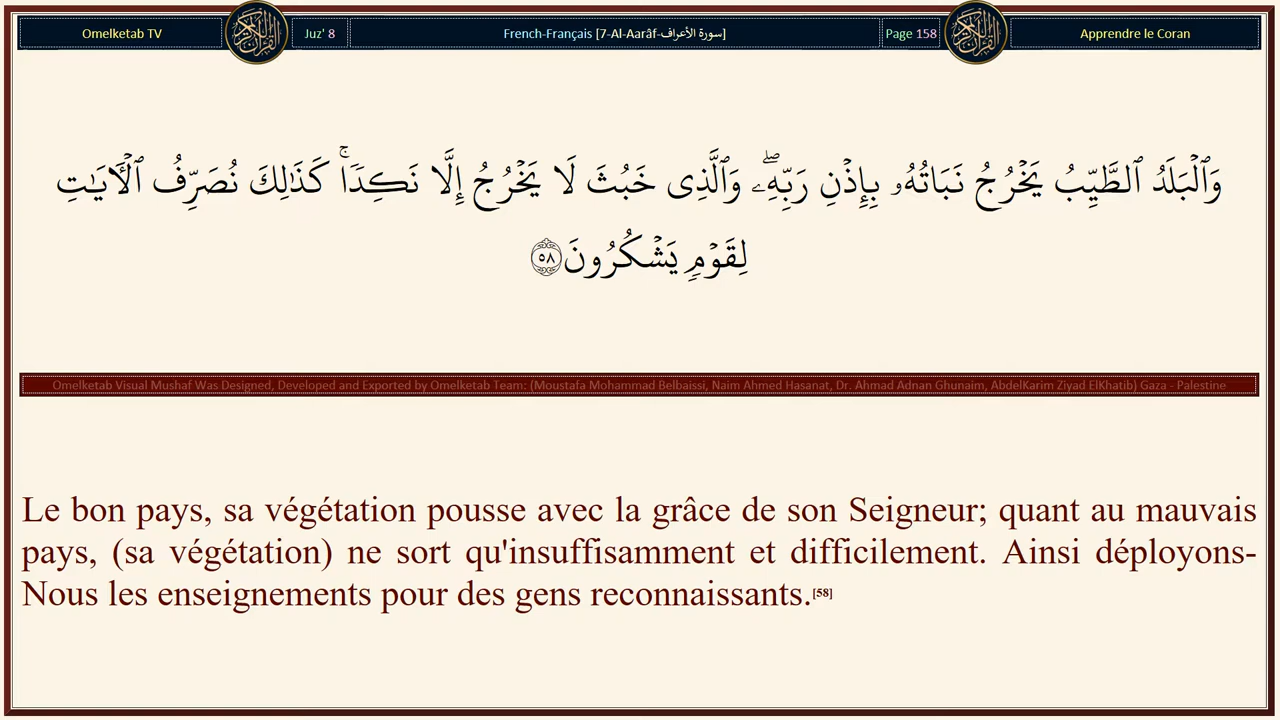 Omelketab TV
Juz' 8
French-Français [7-Al-Aarâf-سورة الأعراف]
Page 158
Apprendre le Coran
وَٱلْبَلَدُ ٱلطَّيِّبُ يَخْرُجُ نَبَاتُهُۥ بِإِذْنِ رَبِّهِۦۖ وَٱلَّذِى خَبُثَ لَا يَخْرُجُ إِلَّا نَكِدًاۚ كَذَٰلِكَ نُصَرِّفُ ٱلْـَٔايَـٰتِ
لِقَوْمٍ يَشْكُرُونَ ٥٨
Omelketab Visual Mushaf Was Designed, Developed and Exported by Omelketab Team: (Moustafa Mohammad Belbaissi, Naim Ahmed Hasanat, Dr. Ahmad Adnan Ghunaim, AbdelKarim Ziyad ElKhatib) Gaza - Palestine
Le bon pays, sa végétation pousse avec la grâce de son Seigneur; quant au mauvais
pays, (sa végétation) ne sort qu'insuffisamment et difficilement. Ainsi déployons-
Nous les enseignements pour des gens reconnaissants.[58]